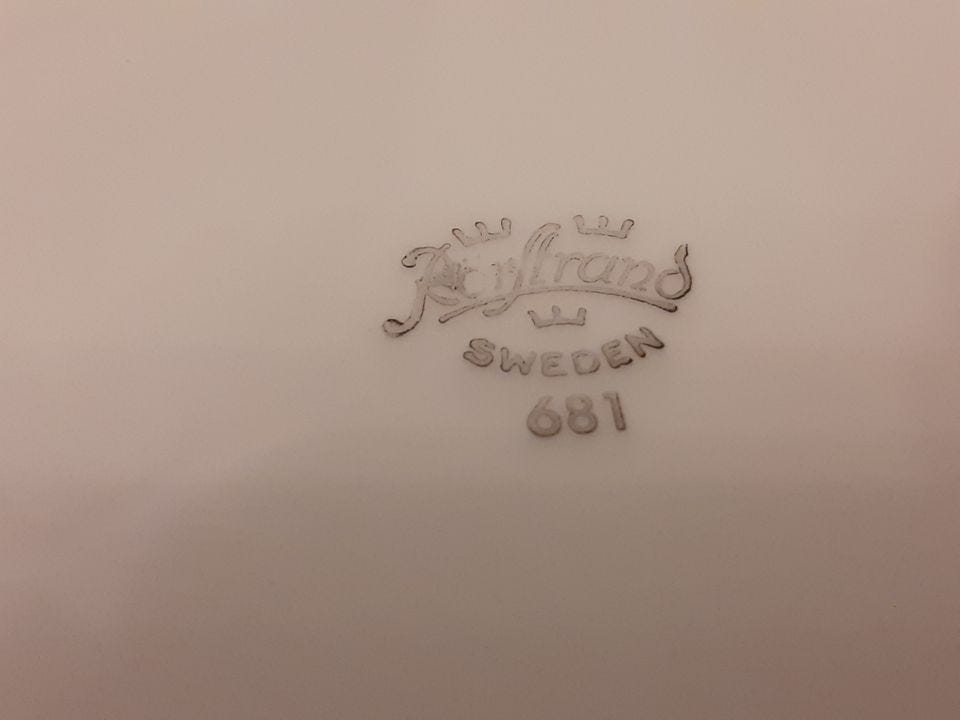 Rörstrand
SWEDEN
681